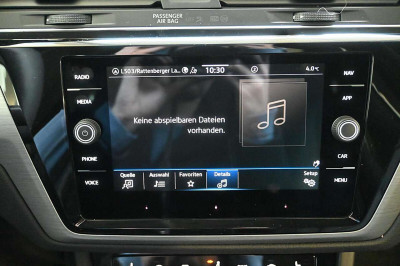 PASSENGER
AIR BAG
RADIO
MEDIA
PHONE
VOICE
L503/Rattenberger La...
10:30
4.0°C
Keine abspielbaren Dateien
vorhanden.
Quelle
Auswahl
Favoriten
Details
Setup
NAV
APP
CAR
MENU